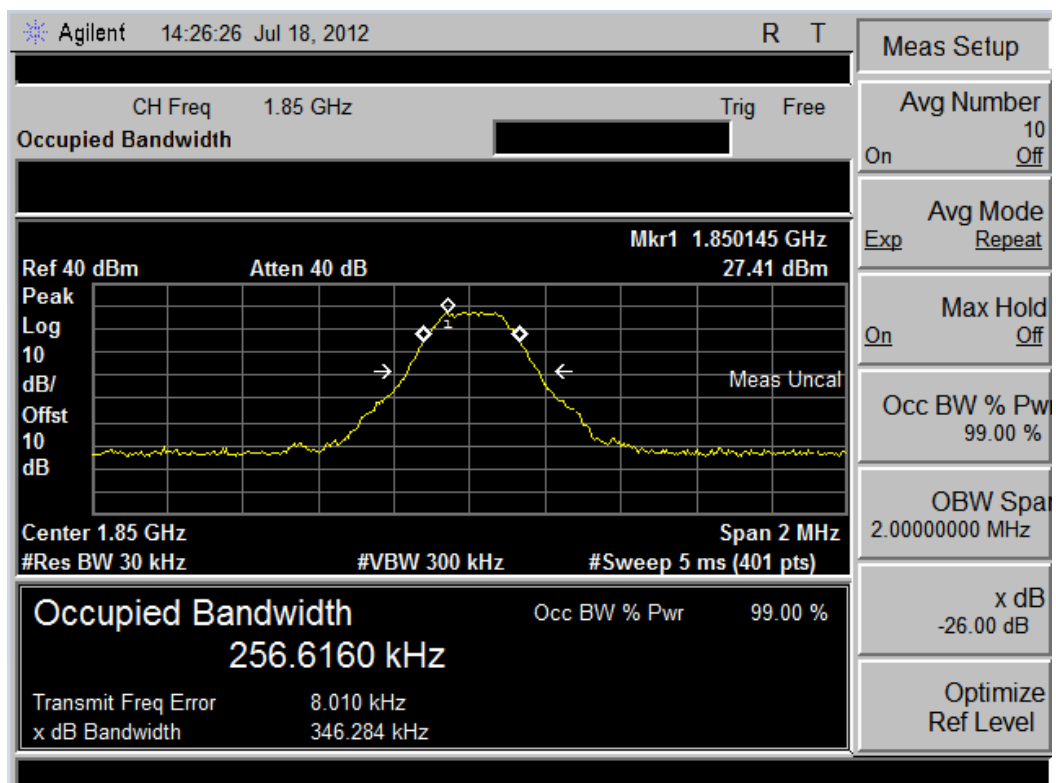 Agilent 14:26:26 Jul 18, 2012 R T
CH Freq 1.85 GHz Trig Free
Occupied Bandwidth
Mkr1 1.850145 GHz
Ref 40 dBm Atten 40 dB 27.41 dBm
Peak
Log
10
dB/
Offst
10
dB
1
Meas Uncal
Center 1.85 GHz Span 2 MHz
#Res BW 30 kHz #VBW 300 kHz #Sweep 5 ms (401 pts)
Occupied Bandwidth Occ BW % Pwr 99.00 %
256.6160 kHz
Transmit Freq Error 8.010 kHz
x dB Bandwidth 346.284 kHz
Meas Setup
Avg Number
10
On Off
Avg Mode
Exp Repeat
Max Hold
On Off
Occ BW % Pwr
99.00 %
OBW Spa
2.00000000 MHz
x dB
-26.00 dB
Optimize
Ref Level